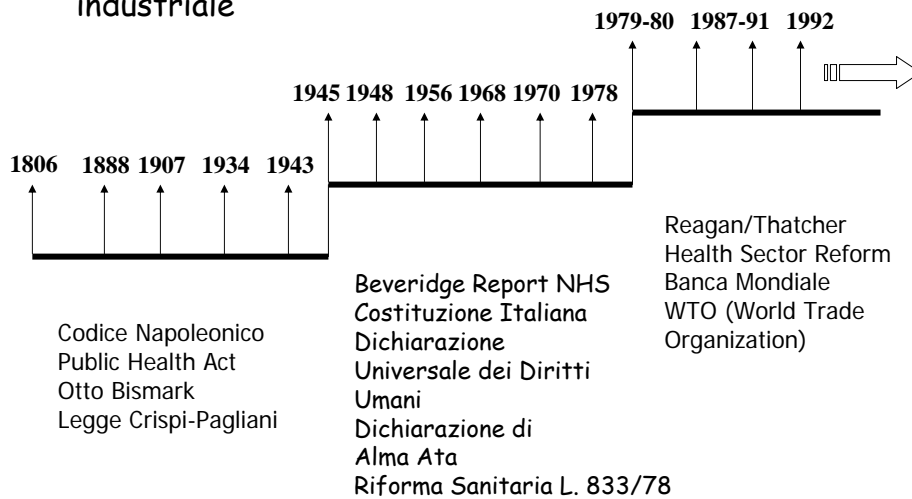 industriale
1979-80 1987-91 1992
1945 1948 1956 1968 1970 1978
1806 1888 1907 1934 1943
Codice Napoleonico
Public Health Act
Otto Bismark
Legge Crispi-Pagliani
Beveridge Report NHS
Costituzione Italiana
Dichiarazione
Universale dei Diritti
Umani
Dichiarazione di
Alma Ata
Riforma Sanitaria L. 833/78
Reagan/Thatcher
Health Sector Reform
Banca Mondiale
WTO (World Trade
Organization)